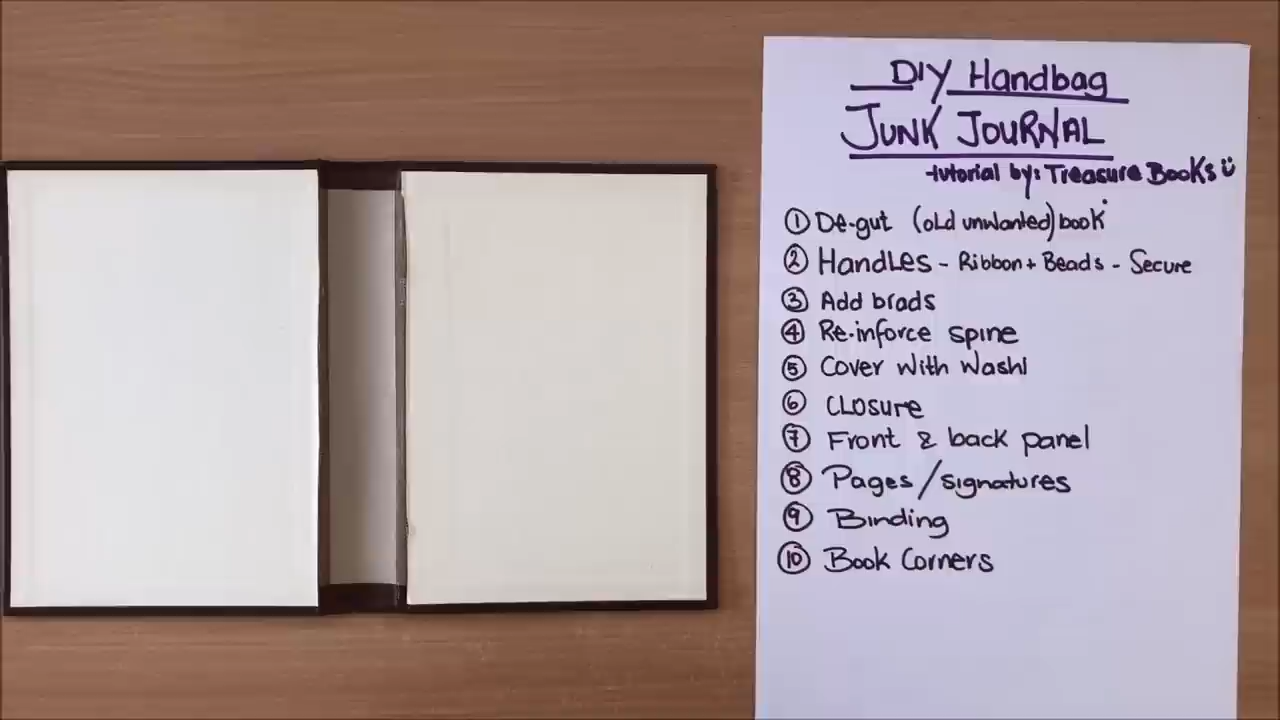 DIY Handbag
JUNK JOURNAL
tutorial by: Treasure Books
① De-gut (old unwanted) book
② Handles - Ribbon + Beads - Secure
③ Add brads
④ Re-inforce spine
⑤ Cover with Washi
⑥ Closure
⑦ Front & back panel
⑧ Pages/signatures
⑨ Binding
⑩ Book Corners